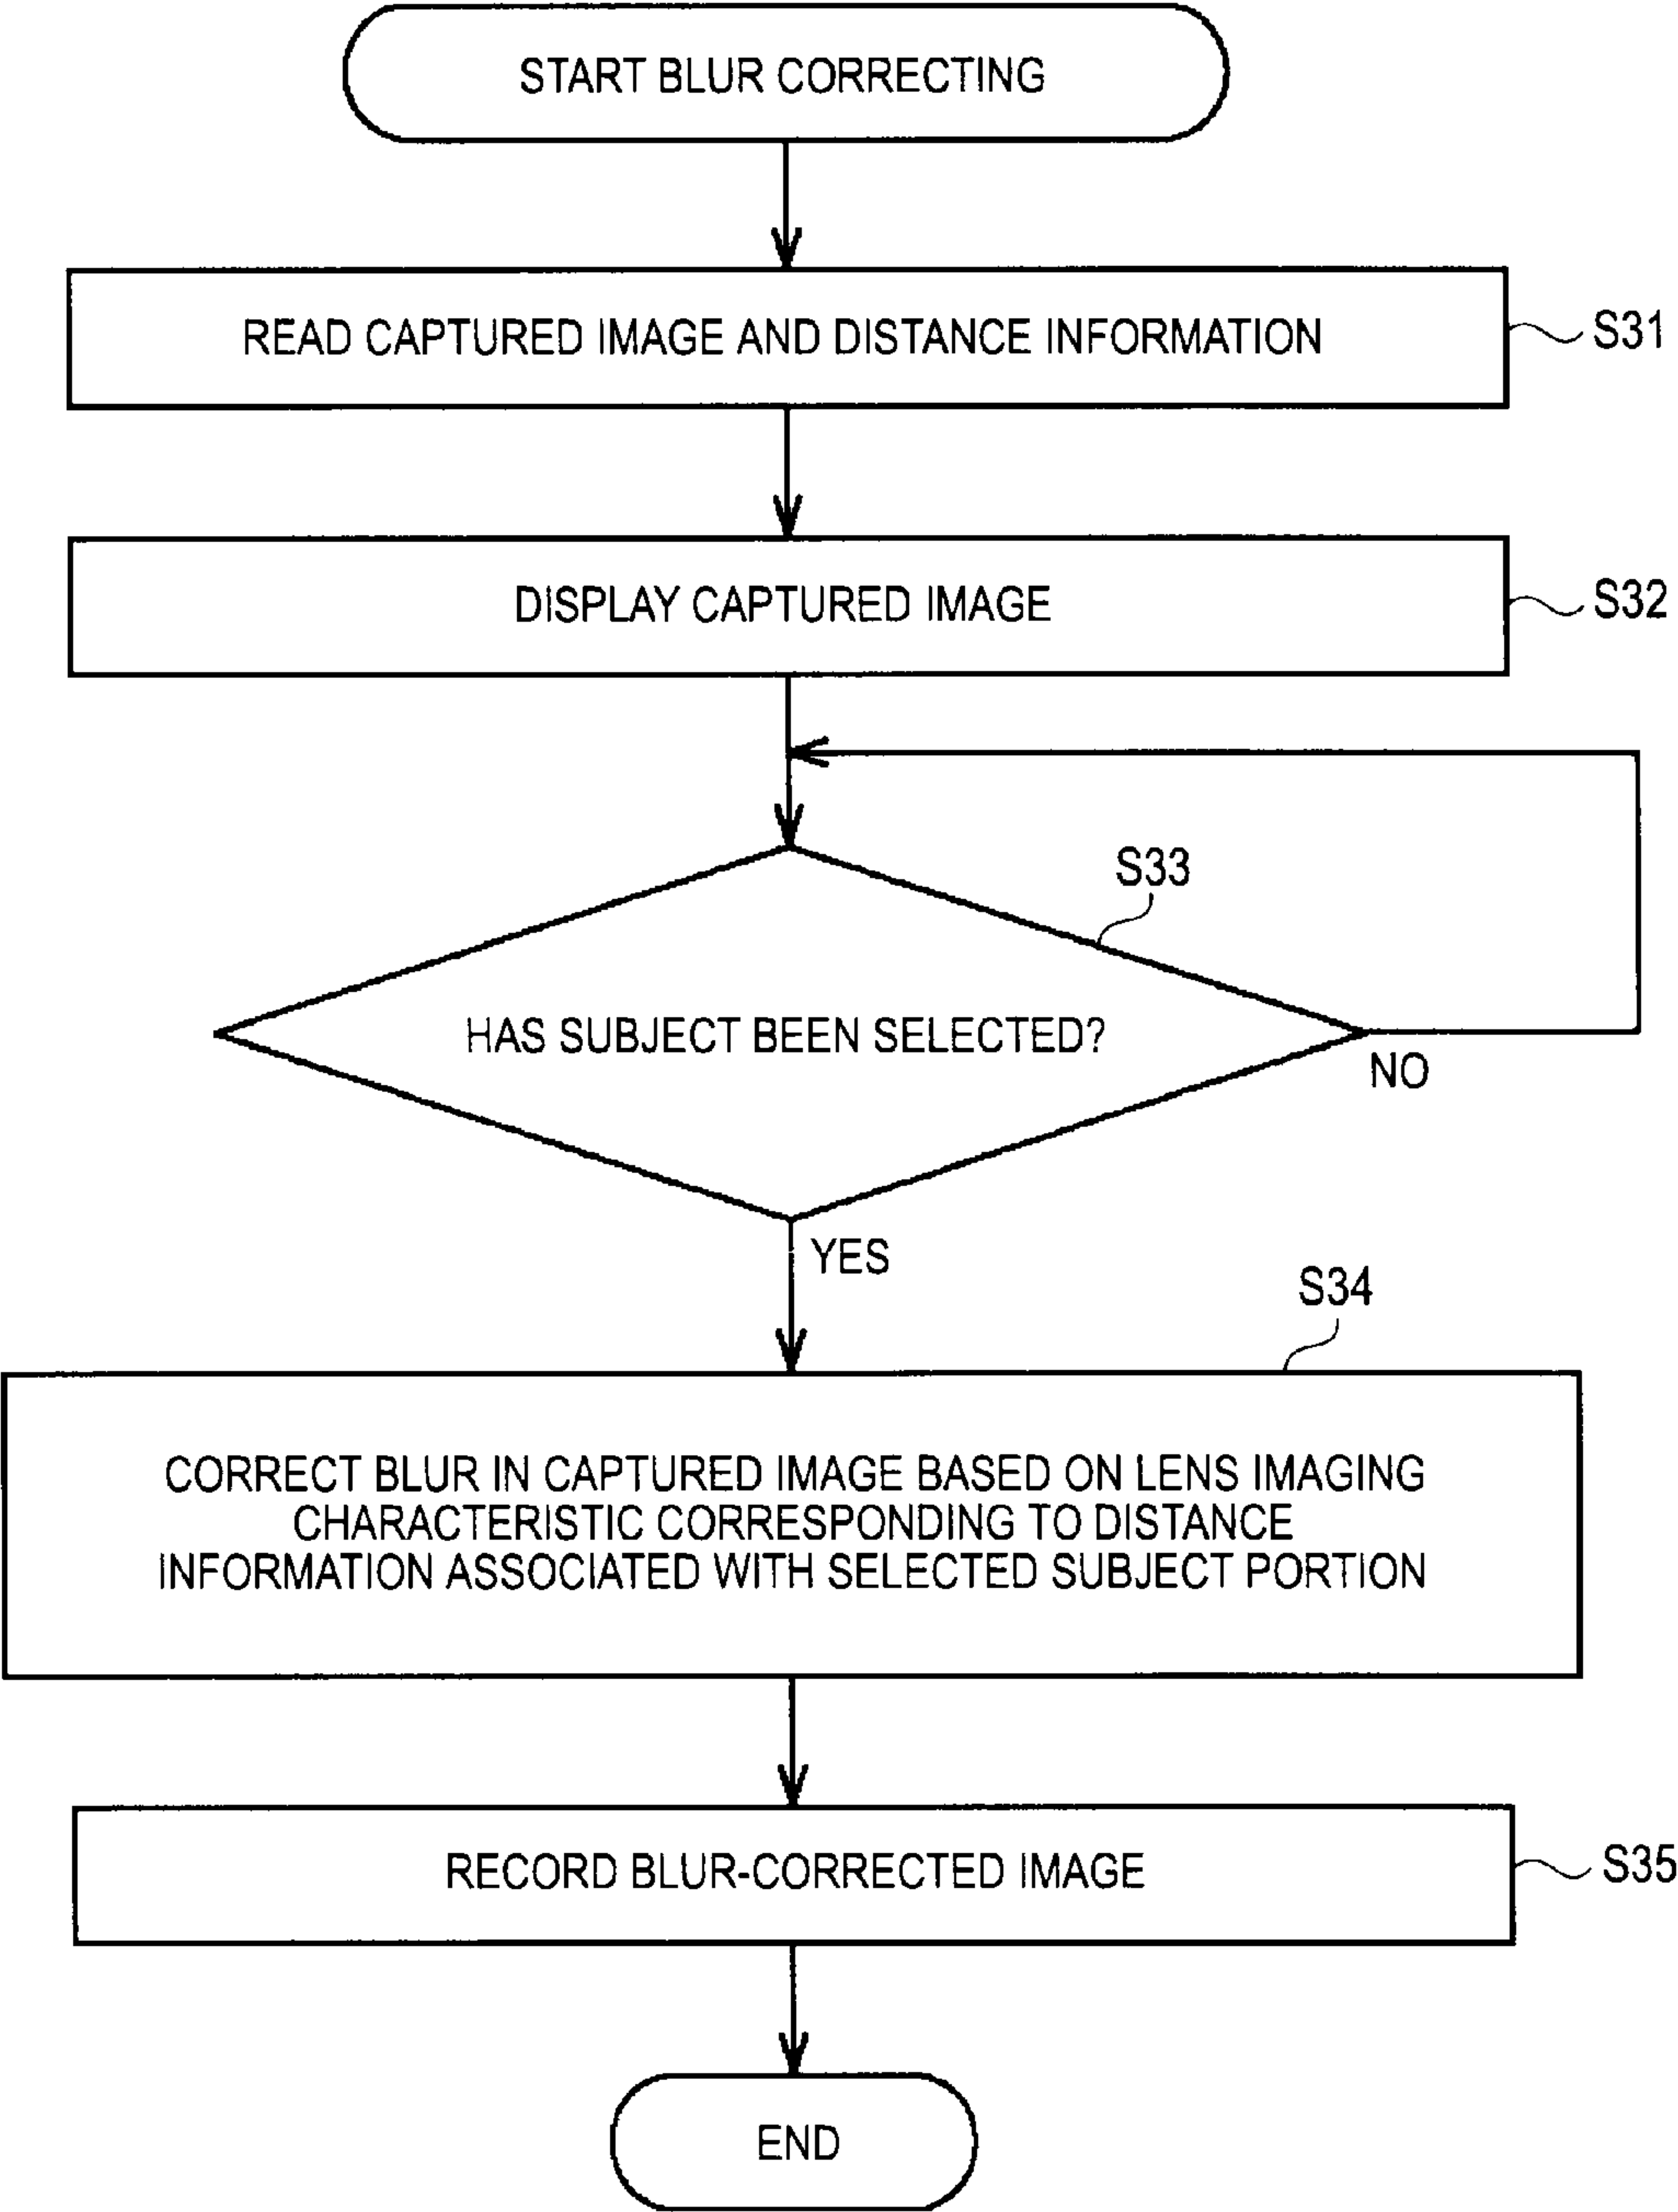 START BLUR CORRECTING
READ CAPTURED IMAGE AND DISTANCE INFORMATION
S31
DISPLAY CAPTURED IMAGE
S32
S33
HAS SUBJECT BEEN SELECTED?
NO
YES
S34
CORRECT BLUR IN CAPTURED IMAGE BASED ON LENS IMAGING
CHARACTERISTIC CORRESPONDING TO DISTANCE
INFORMATION ASSOCIATED WITH SELECTED SUBJECT PORTION
RECORD BLUR-CORRECTED IMAGE
S35
END